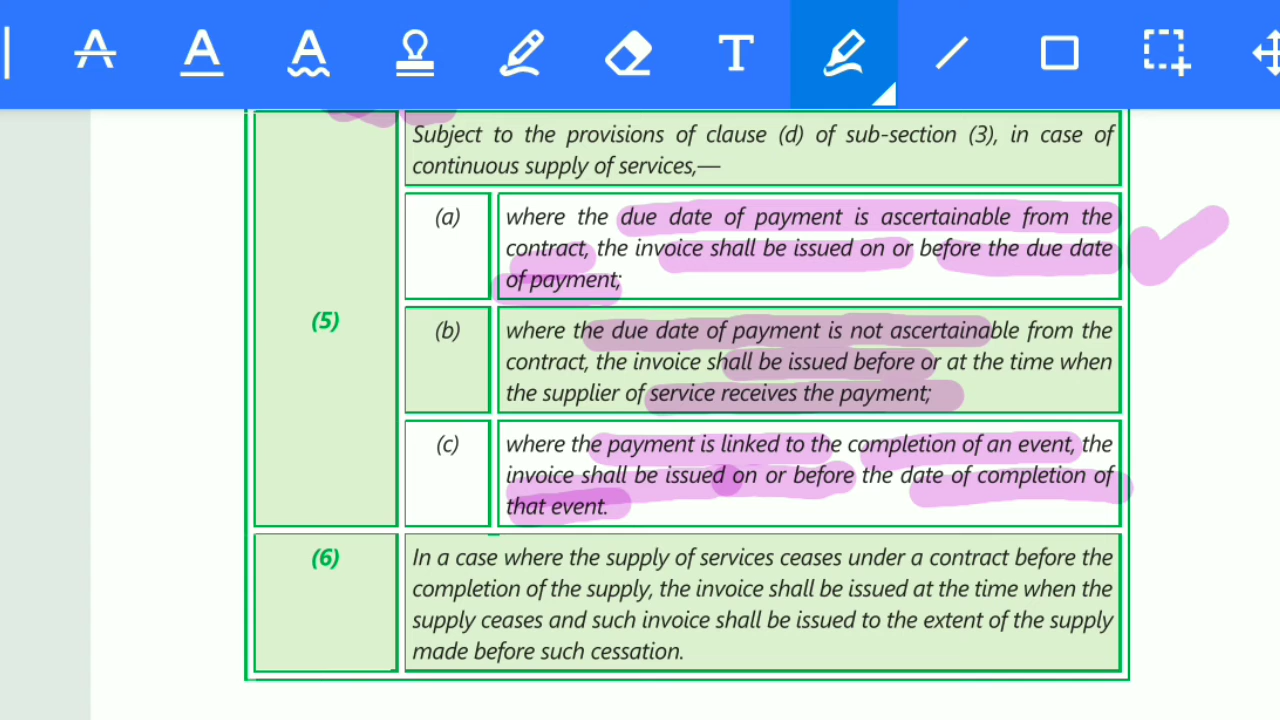 Subject to the provisions of clause (d) of sub-section (3), in case of
continuous supply of services,—
(5)
(a)
where the due date of payment is ascertainable from the
contract, the invoice shall be issued on or before the due date
of payment;
(b)
where the due date of payment is not ascertainable from the
contract, the invoice shall be issued before or at the time when
the supplier of service receives the payment;
(c)
where the payment is linked to the completion of an event, the
invoice shall be issued on or before the date of completion of
that event.
(6)
In a case where the supply of services ceases under a contract before the
completion of the supply, the invoice shall be issued at the time when the
supply ceases and such invoice shall be issued to the extent of the supply
made before such cessation.